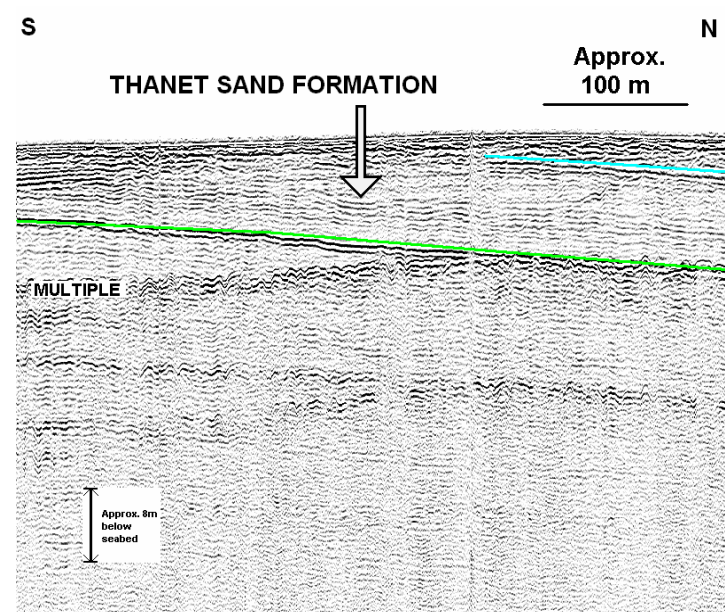 S
N
Approx.
100 m
THANET SAND FORMATION
MULTIPLE
Approx. 8m
below
seabed